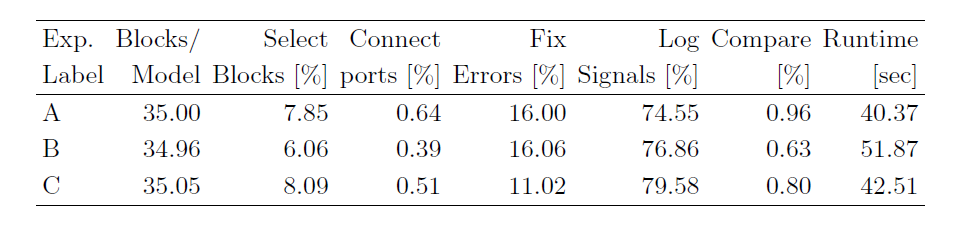 Exp. Blocks/ Select Connect Fix Log Compare Runtime
Label Model Blocks [%] ports [%] Errors [%] Signals [%] [%] [sec]
A 35.00 7.85 0.64 16.00 74.55 0.96 40.37
B 34.96 6.06 0.39 16.06 76.86 0.63 51.87
C 35.05 8.09 0.51 11.02 79.58 0.80 42.51